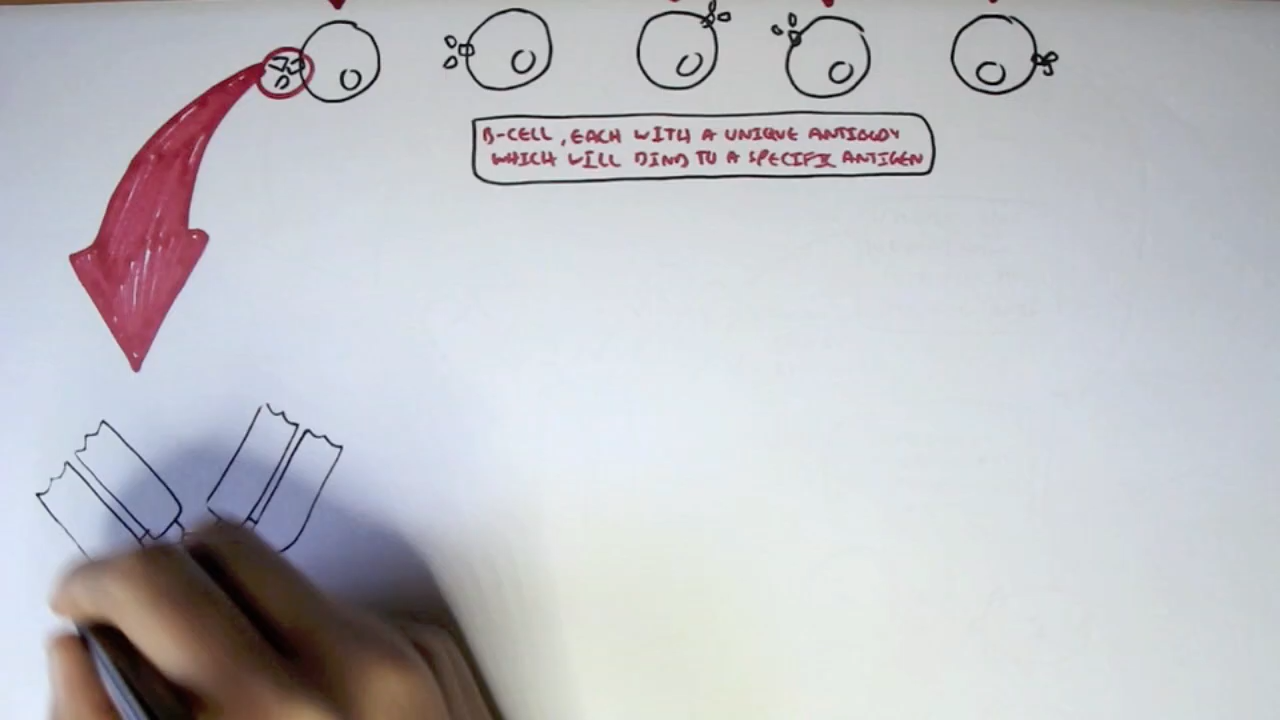 B-CELL, EACH WITH A UNIQUE ANTIBODY
WHICH WILL BIND TO A SPECIFIC ANTIGEN